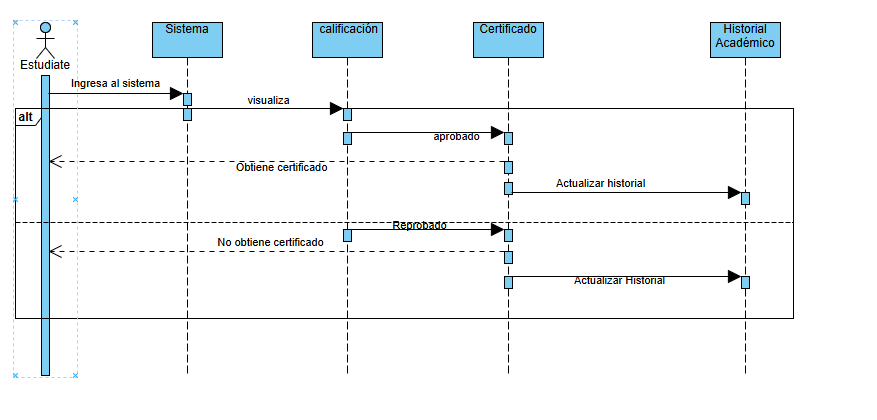 Sistema
calificación
Certificado
Historial
Académico
Estudiate
Ingresa al sistema
visualiza
alt
aprobado
Obtiene certificado
Actualizar historial
Reprobado
No obtiene certificado
Actualizar Historial